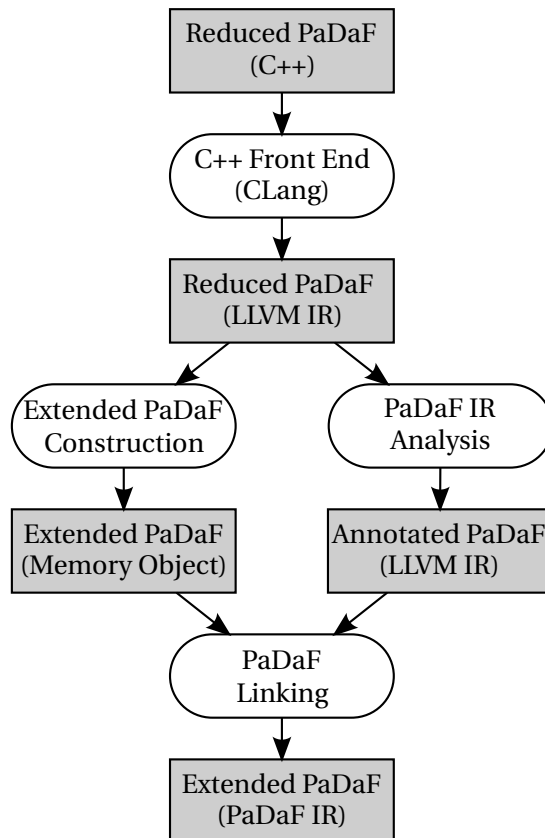 Reduced PaDaF
(C++)
C++ Front End
(CLang)
Reduced PaDaF
(LLVM IR)
Extended PaDaF
Construction
PaDaF IR
Analysis
Extended PaDaF
(Memory Object)
Annotated PaDaF
(LLVM IR)
PaDaF
Linking
Extended PaDaF
(PaDaF IR)